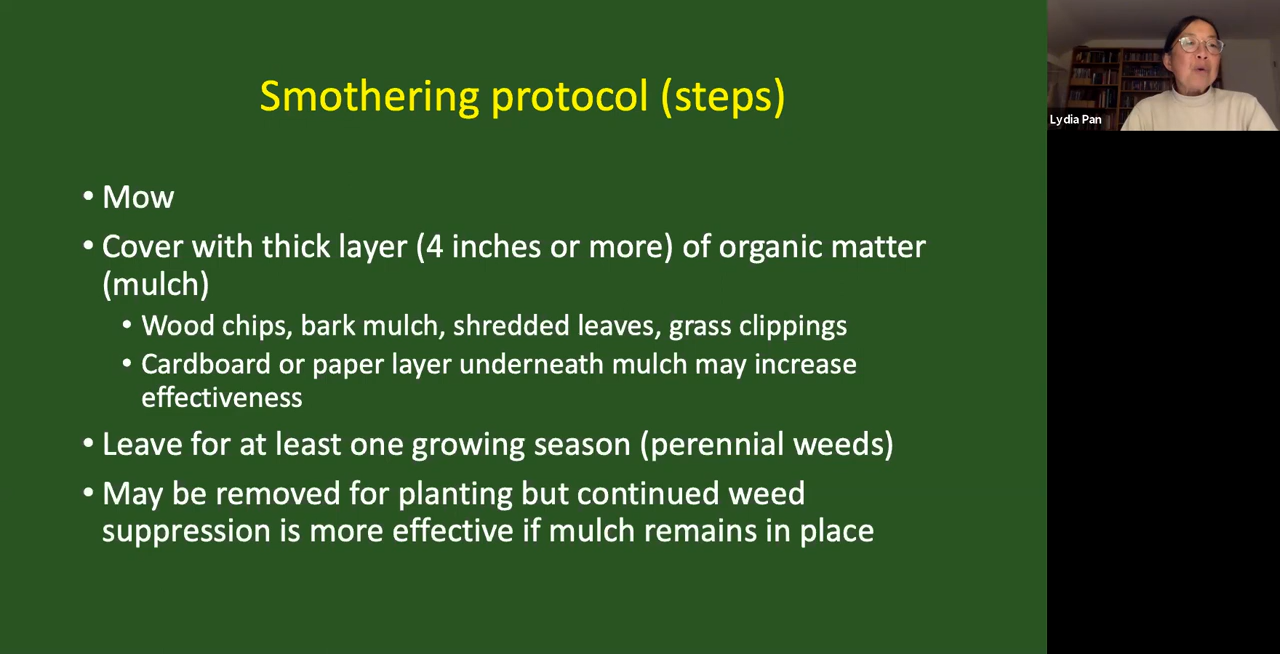 Smothering protocol (steps)
• Mow
• Cover with thick layer (4 inches or more) of organic matter
(mulch)
• Wood chips, bark mulch, shredded leaves, grass clippings
• Cardboard or paper layer underneath mulch may increase
effectiveness
• Leave for at least one growing season (perennial weeds)
• May be removed for planting but continued weed
suppression is more effective if mulch remains in place
Lydia Pan